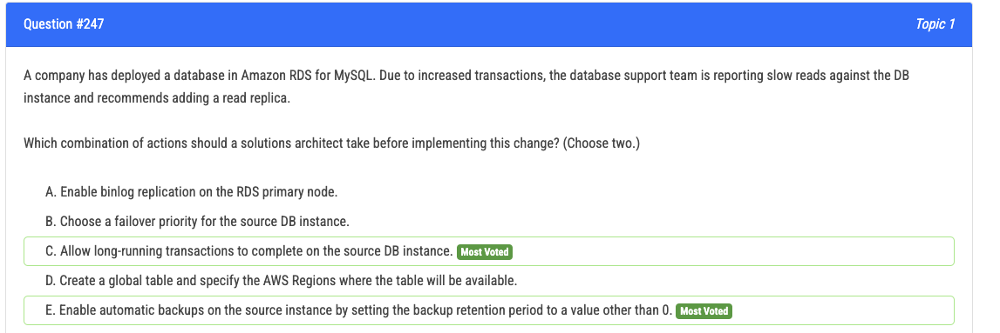 Question #247 Topic 1
A company has deployed a database in Amazon RDS for MySQL. Due to increased transactions, the database support team is reporting slow reads against the DB
instance and recommends adding a read replica.
Which combination of actions should a solutions architect take before implementing this change? (Choose two.)
A. Enable binlog replication on the RDS primary node.
B. Choose a failover priority for the source DB instance.
C. Allow long-running transactions to complete on the source DB instance. Most Voted
D. Create a global table and specify the AWS Regions where the table will be available.
E. Enable automatic backups on the source instance by setting the backup retention period to a value other than 0. Most Voted